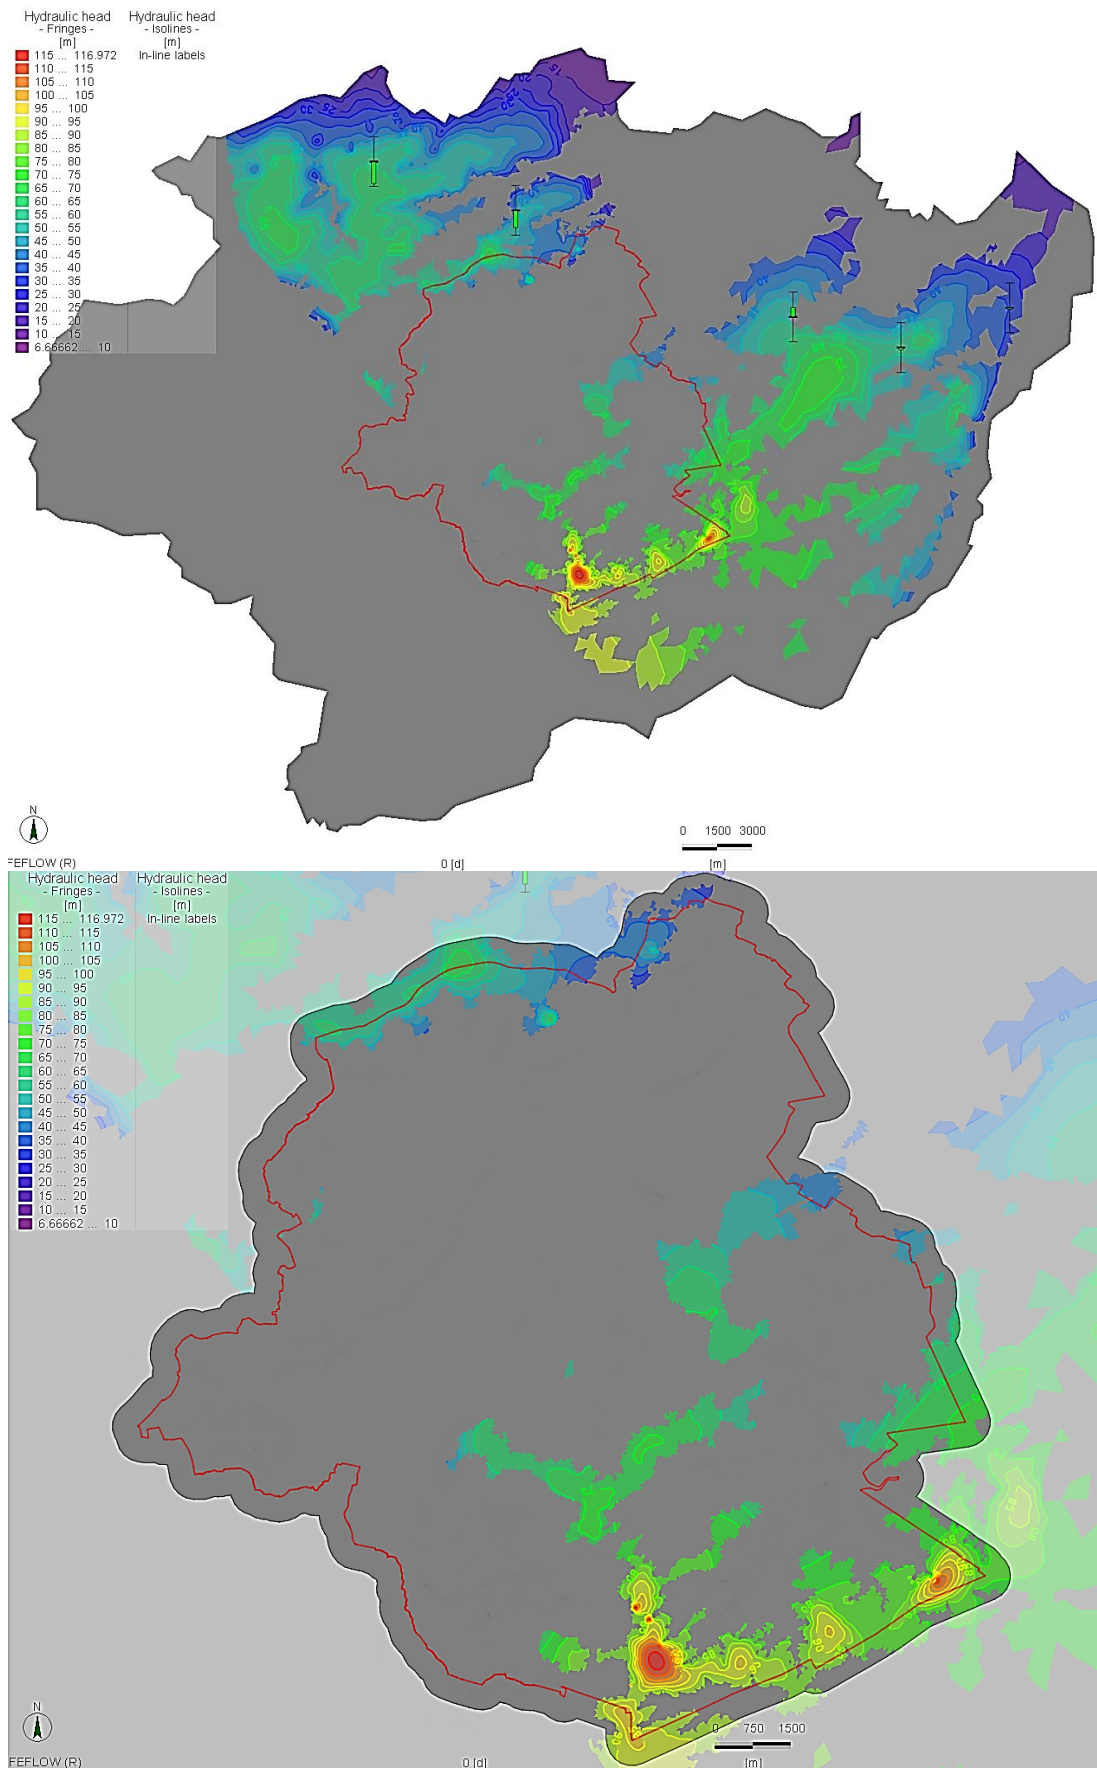 Hydraulic head Hydraulic head
- Fringes - - Isolines -
[m] [m]
115 ... 116.972 In-line labels
110 ... 115
105 ... 110
100 ... 105
95 ... 100
90 ... 95
85 ... 90
80 ... 85
75 ... 80
70 ... 75
65 ... 70
60 ... 65
55 ... 60
50 ... 55
45 ... 50
40 ... 45
35 ... 40
30 ... 35
25 ... 30
20 ... 25
15 ... 20
10 ... 15
6.66662 ... 10
N
0 1500 3000
FEFLOW (R) 0 [d] [m]
Hydraulic head Hydraulic head
- Fringes - - Isolines -
[m] [m]
115 ... 116.972 In-line labels
110 ... 115
105 ... 110
100 ... 105
95 ... 100
90 ... 95
85 ... 90
80 ... 85
75 ... 80
70 ... 75
65 ... 70
60 ... 65
55 ... 60
50 ... 55
45 ... 50
40 ... 45
35 ... 40
30 ... 35
25 ... 30
20 ... 25
15 ... 20
10 ... 15
6.66662 ... 10
N
0 750 1500
FEFLOW (R) 0 [d] [m]